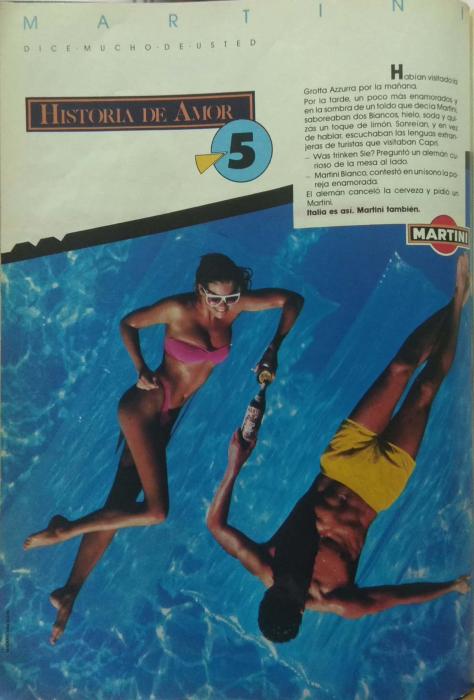 MARTINI
DICE·MUCHO·DE·USTED
Habían visitado la
Grotta Azzurra por la mañana.
Por la tarde, un poco más enamorados y
en la sombra de un toldo que decía Martini,
saboreaban dos Biancos, hielo, soda y qui-
zás un toque de limón. Sonreían, y en vez
de hablar, escuchaban las lenguas extran-
jeras de turistas que visitaban Capri.
– Was trinken Sie? Preguntó un alemán cu-
rioso de la mesa al lado.
– Martini Bianco, contestó en unísono la pa-
reja enamorada.
El alemán canceló la cerveza y pidió un
Martini.
Italia es así. Martini también.
HISTORIA DE AMOR
5
MARTINI